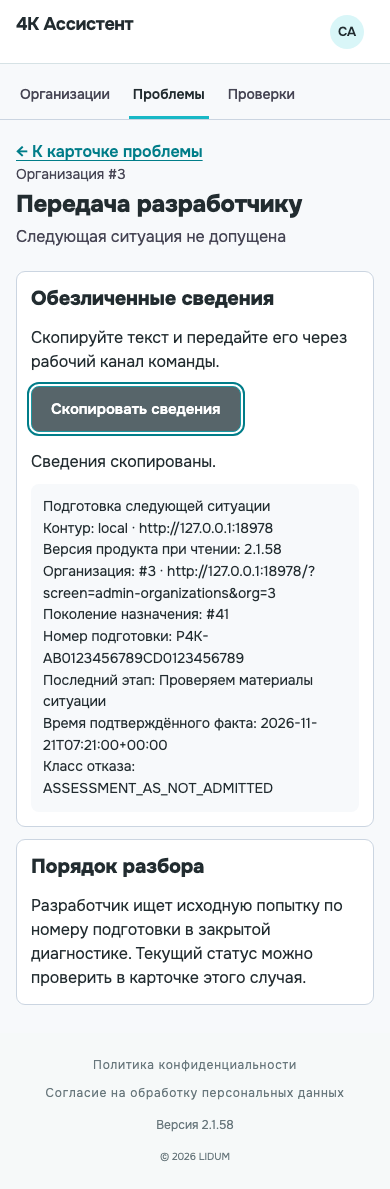 4К Ассистент
СА
Организации Проблемы Проверки
← К карточке проблемы
Организация #3
Передача разработчику
Следующая ситуация не допущена
Обезличенные сведения
Скопируйте текст и передайте его через
рабочий канал команды.
Скопировать сведения
Сведения скопированы.
Подготовка следующей ситуации
Контур: local · http://127.0.0.1:18978
Версия продукта при чтении: 2.1.58
Организация: #3 · http://127.0.0.1:18978/?
screen=admin-organizations&org=3
Поколение назначения: #41
Номер подготовки: P4K-
AB0123456789CD0123456789
Последний этап: Проверяем материалы
ситуации
Время подтверждённого факта: 2026-11-
21T07:21:00+00:00
Класс отказа:
ASSESSMENT_AS_NOT_ADMITTED
Порядок разбора
Разработчик ищет исходную попытку по
номеру подготовки в закрытой
диагностике. Текущий статус можно
проверить в карточке этого случая.
Политика конфиденциальности
Согласие на обработку персональных данных
Версия 2.1.58
© 2026 LIDUM